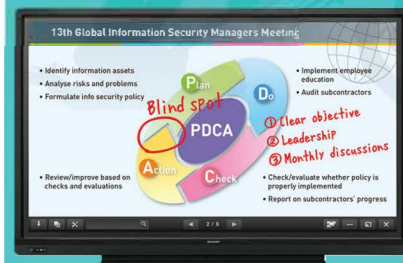 13th Global Information Security Managers Meeting
• Identify information assets
• Analyse risks and problems
• Formulate info security policy
Plan
Do
• Implement employee
education
• Audit subcontractors
Blind spot
PDCA
① Clear objective
② Leadership
③ Monthly discussions
Action
Check
• Review/improve based on
checks and evaluations
• Check/evaluate whether policy is
properly implemented
• Report on subcontractors' progress
2 / 8
SHARP